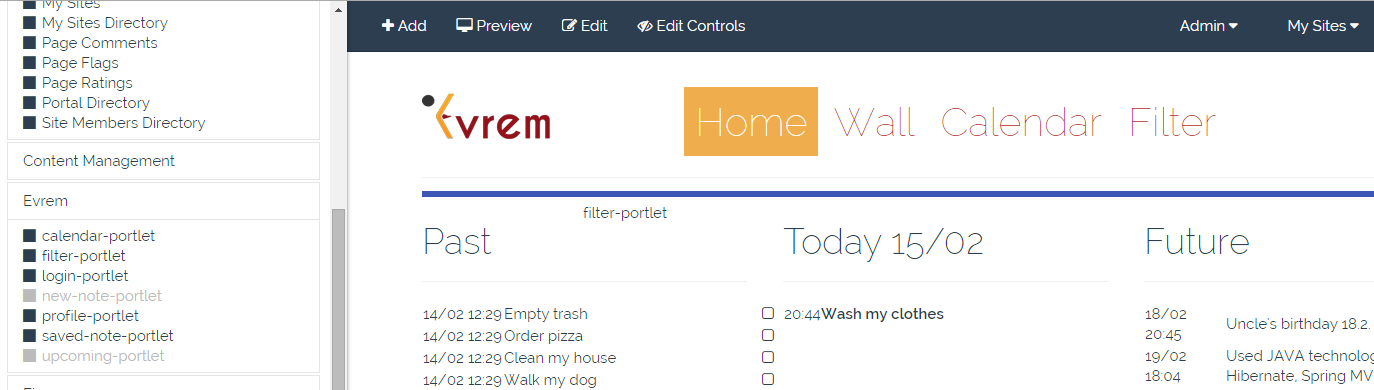 My Sites
My Sites Directory
Page Comments
Page Flags
Page Ratings
Portal Directory
Site Members Directory
Content Management
Evrem
calendar-portlet
filter-portlet
login-portlet
new-note-portlet
profile-portlet
saved-note-portlet
upcoming-portlet
Add Preview Edit Edit Controls Admin My Sites
Evrem Home Wall Calendar Filter
filter-portlet
Past
14/02 12:29 Empty trash
14/02 12:29 Order pizza
14/02 12:29 Clean my house
14/02 12:29 Walk my dog
Today 15/02
20:44 Wash my clothes
Future
18/02 20:45 Uncle's birthday 18.2.
19/02 Used JAVA technolog
18:04 Hibernate, Spring MV